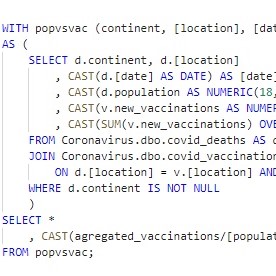 WITH popvsvac (continent, [location], [dat
AS (
SELECT d.continent, d.[location]
, CAST(d.[date] AS DATE) AS [date]
, CAST(d.population AS NUMERIC(18,
, CAST(v.new_vaccinations AS NUME
, CAST(SUM(v.new_vaccinations) OVE
FROM Coronavirus.dbo.covid_deaths AS d
JOIN Coronavirus.dbo.covid_vaccination
ON d.[location] = v.[location] AND
WHERE d.continent IS NOT NULL
)
SELECT *
, CAST(agregated_vaccinations/[populat
FROM popvsvac;